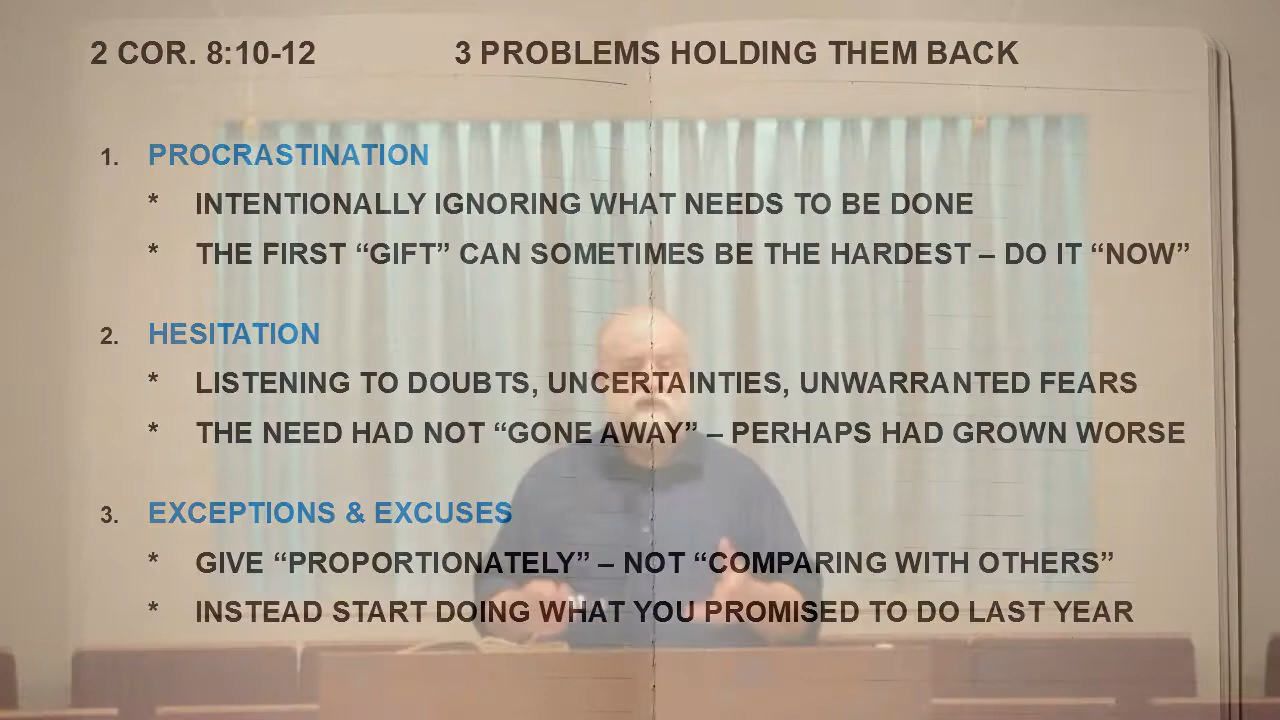 2 COR. 8:10-12 3 PROBLEMS HOLDING THEM BACK
1. PROCRASTINATION
* INTENTIONALLY IGNORING WHAT NEEDS TO BE DONE
* THE FIRST “GIFT” CAN SOMETIMES BE THE HARDEST – DO IT “NOW”
2. HESITATION
* LISTENING TO DOUBTS, UNCERTAINTIES, UNWARRANTED FEARS
* THE NEED HAD NOT “GONE AWAY” – PERHAPS HAD GROWN WORSE
3. EXCEPTIONS & EXCUSES
* GIVE “PROPORTIONATELY” – NOT “COMPARING WITH OTHERS”
* INSTEAD START DOING WHAT YOU PROMISED TO DO LAST YEAR